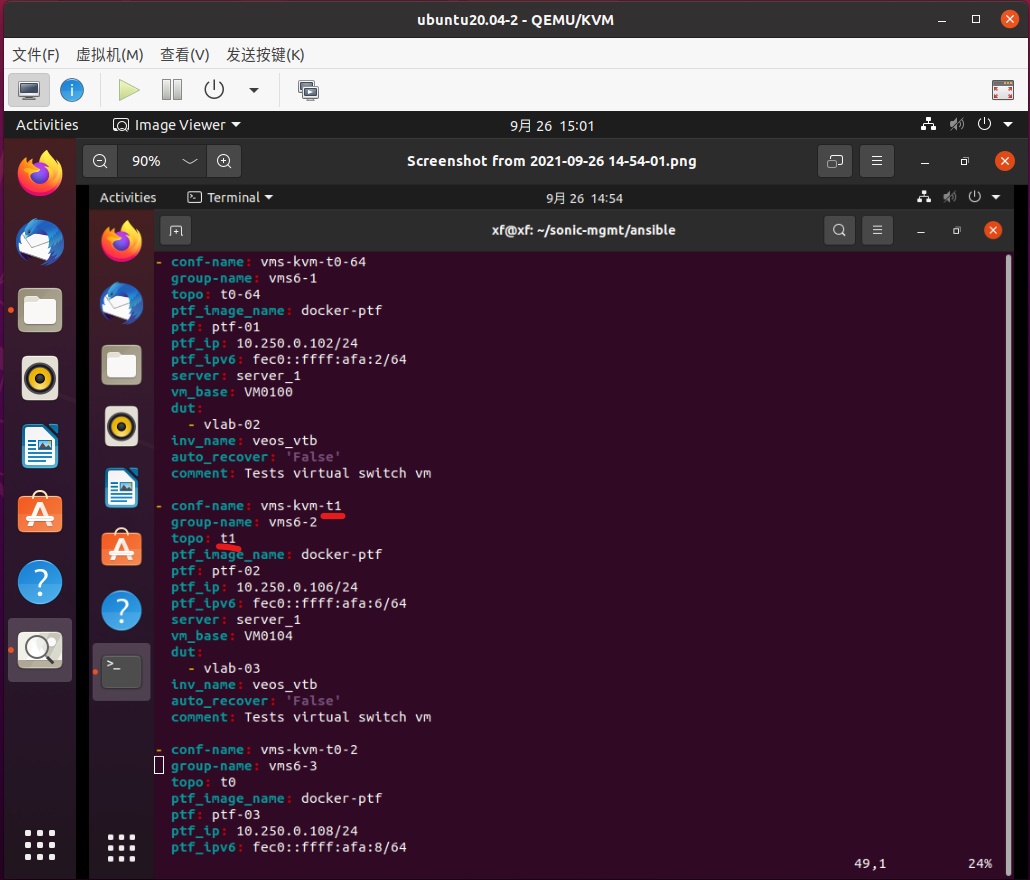 ubuntu20.04-2 - QEMU/KVM
文件(F) 虚拟机(M) 查看(V) 发送按键(K)
Activities Image Viewer 9月 26 15:01
90% Screenshot from 2021-09-26 14-54-01.png
Activities Terminal 9月 26 14:54
xf@xf: ~/sonic-mgmt/ansible
- conf-name: vms-kvm-t0-64
group-name: vms6-1
topo: t0-64
ptf_image_name: docker-ptf
ptf: ptf-01
ptf_ip: 10.250.0.102/24
ptf_ipv6: fec0::ffff:afa:2/64
server: server_1
vm_base: VM0100
dut:
- vlab-02
inv_name: veos_vtb
auto_recover: 'False'
comment: Tests virtual switch vm
- conf-name: vms-kvm-t1
group-name: vms6-2
topo: t1
ptf_image_name: docker-ptf
ptf: ptf-02
ptf_ip: 10.250.0.106/24
ptf_ipv6: fec0::ffff:afa:6/64
server: server_1
vm_base: VM0104
dut:
- vlab-03
inv_name: veos_vtb
auto_recover: 'False'
comment: Tests virtual switch vm
- conf-name: vms-kvm-t0-2
group-name: vms6-3
topo: t0
ptf_image_name: docker-ptf
ptf: ptf-03
ptf_ip: 10.250.0.108/24
ptf_ipv6: fec0::ffff:afa:8/64
49,1 24%